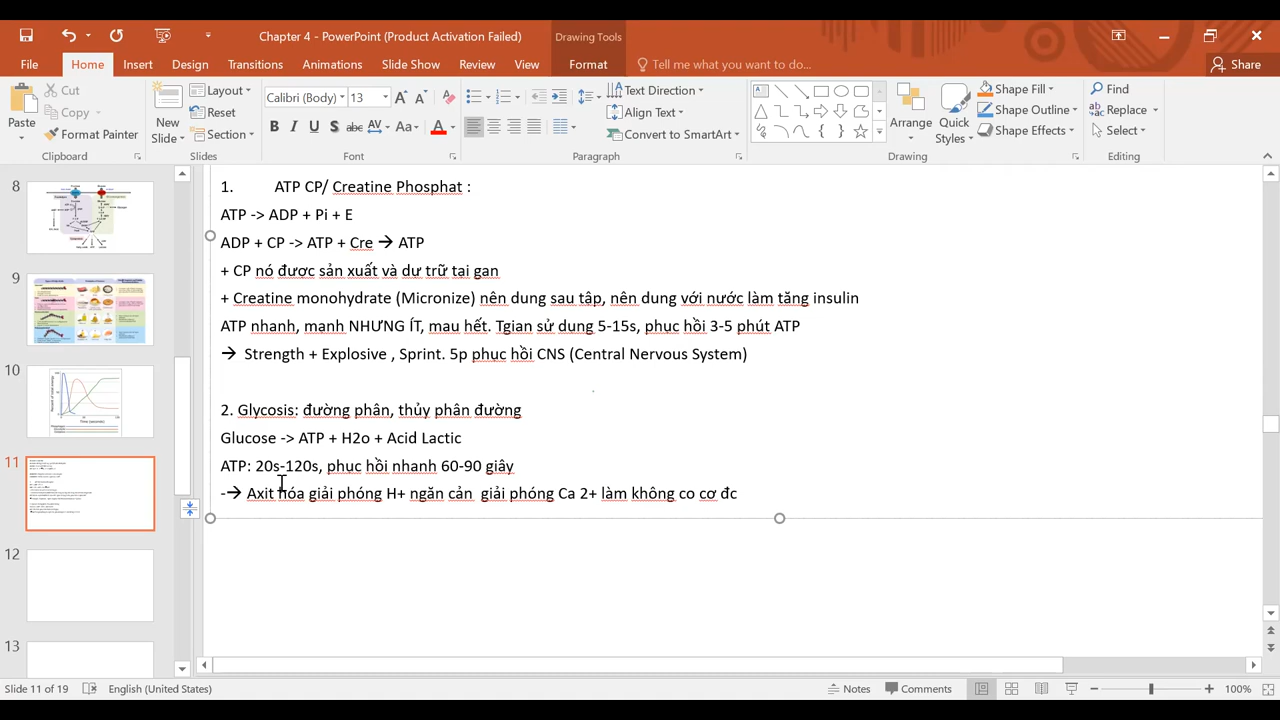 Chapter 4 - PowerPoint (Product Activation Failed)
Drawing Tools
File Home Insert Design Transitions Animations Slide Show Review View Format Tell me what you want to do... Share
Paste
Cut
Copy
Format Painter
New Slide
Layout
Reset
Section
Calibri (Body) 13
B I U S abc AV Aa A
Text Direction
Align Text
Convert to SmartArt
Arrange
Quick Styles
Shape Fill
Shape Outline
Shape Effects
Find
Replace
Select
Clipboard Slides Font Paragraph Drawing Editing
8
9
10
11
12
13
1. ATP CP/ Creatine Phosphat :
ATP -> ADP + Pi + E
ADP + CP -> ATP + Cre → ATP
+ CP nó được sản xuất và dự trữ tại gan
+ Creatine monohydrate (Micronize) nên dung sau tập, nên dung với nước làm tăng insulin
ATP nhanh, mạnh NHƯNG ÍT, mau hết. Tgian sử dụng 5-15s, phục hồi 3-5 phút ATP
→ Strength + Explosive , Sprint. 5p phục hồi CNS (Central Nervous System)
2. Glycosis: đường phân, thủy phân đường
Glucose -> ATP + H2o + Acid Lactic
ATP: 20s-120s, phục hồi nhanh 60-90 giây
→ Axit hóa giải phóng H+ ngăn cản giải phóng Ca 2+ làm không co cơ đc
Slide 11 of 19 English (United States) Notes Comments 100%